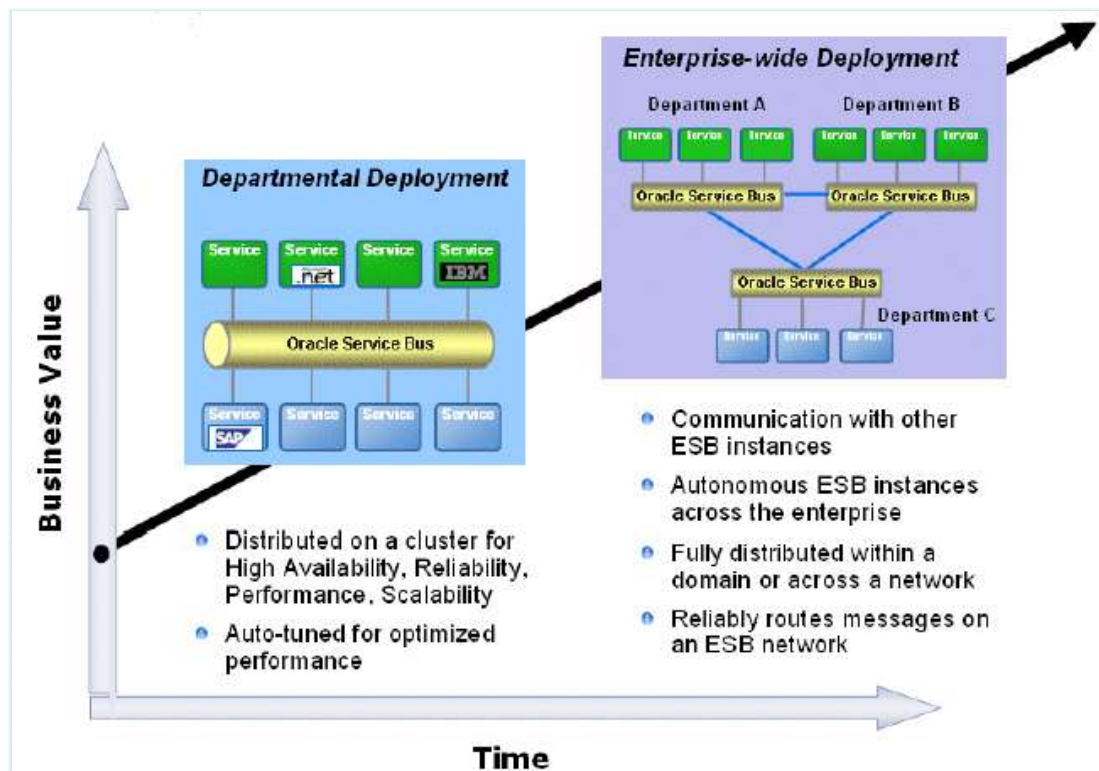 Enterprise-wide Deployment
Department A
Department B
Service
Service
Service
Service
Service
Service
Oracle Service Bus
Oracle Service Bus
Oracle Service Bus
Department C
Service
Service
Service
Departmental Deployment
Service
Service
Service
Service
.net
IBM
Oracle Service Bus
Service
Service
Service
Service
SAP
Business Value
Distributed on a cluster for
High Availability, Reliability,
Performance, Scalability
Auto-tuned for optimized
performance
Communication with other
ESB instances
Autonomous ESB instances
across the enterprise
Fully distributed within a
domain or across a network
Reliably routes messages on
an ESB network
Time